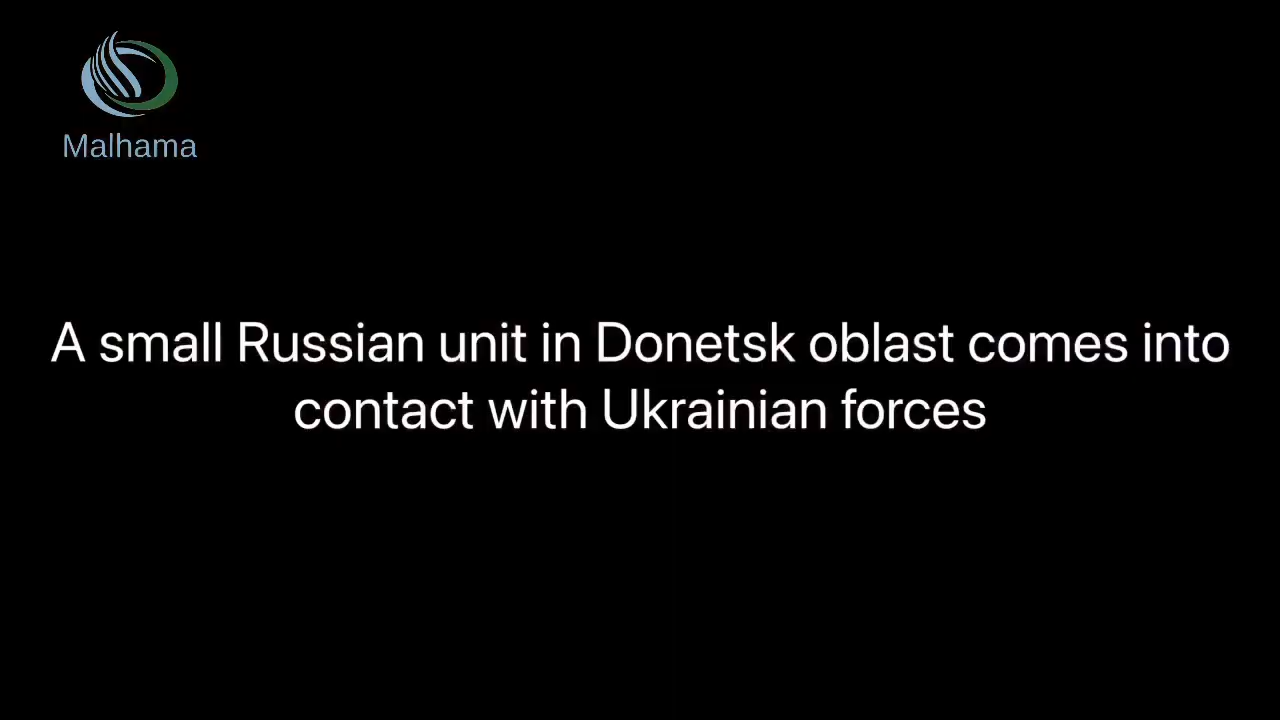 Malhama
A small Russian unit in Donetsk oblast comes into
contact with Ukrainian forces